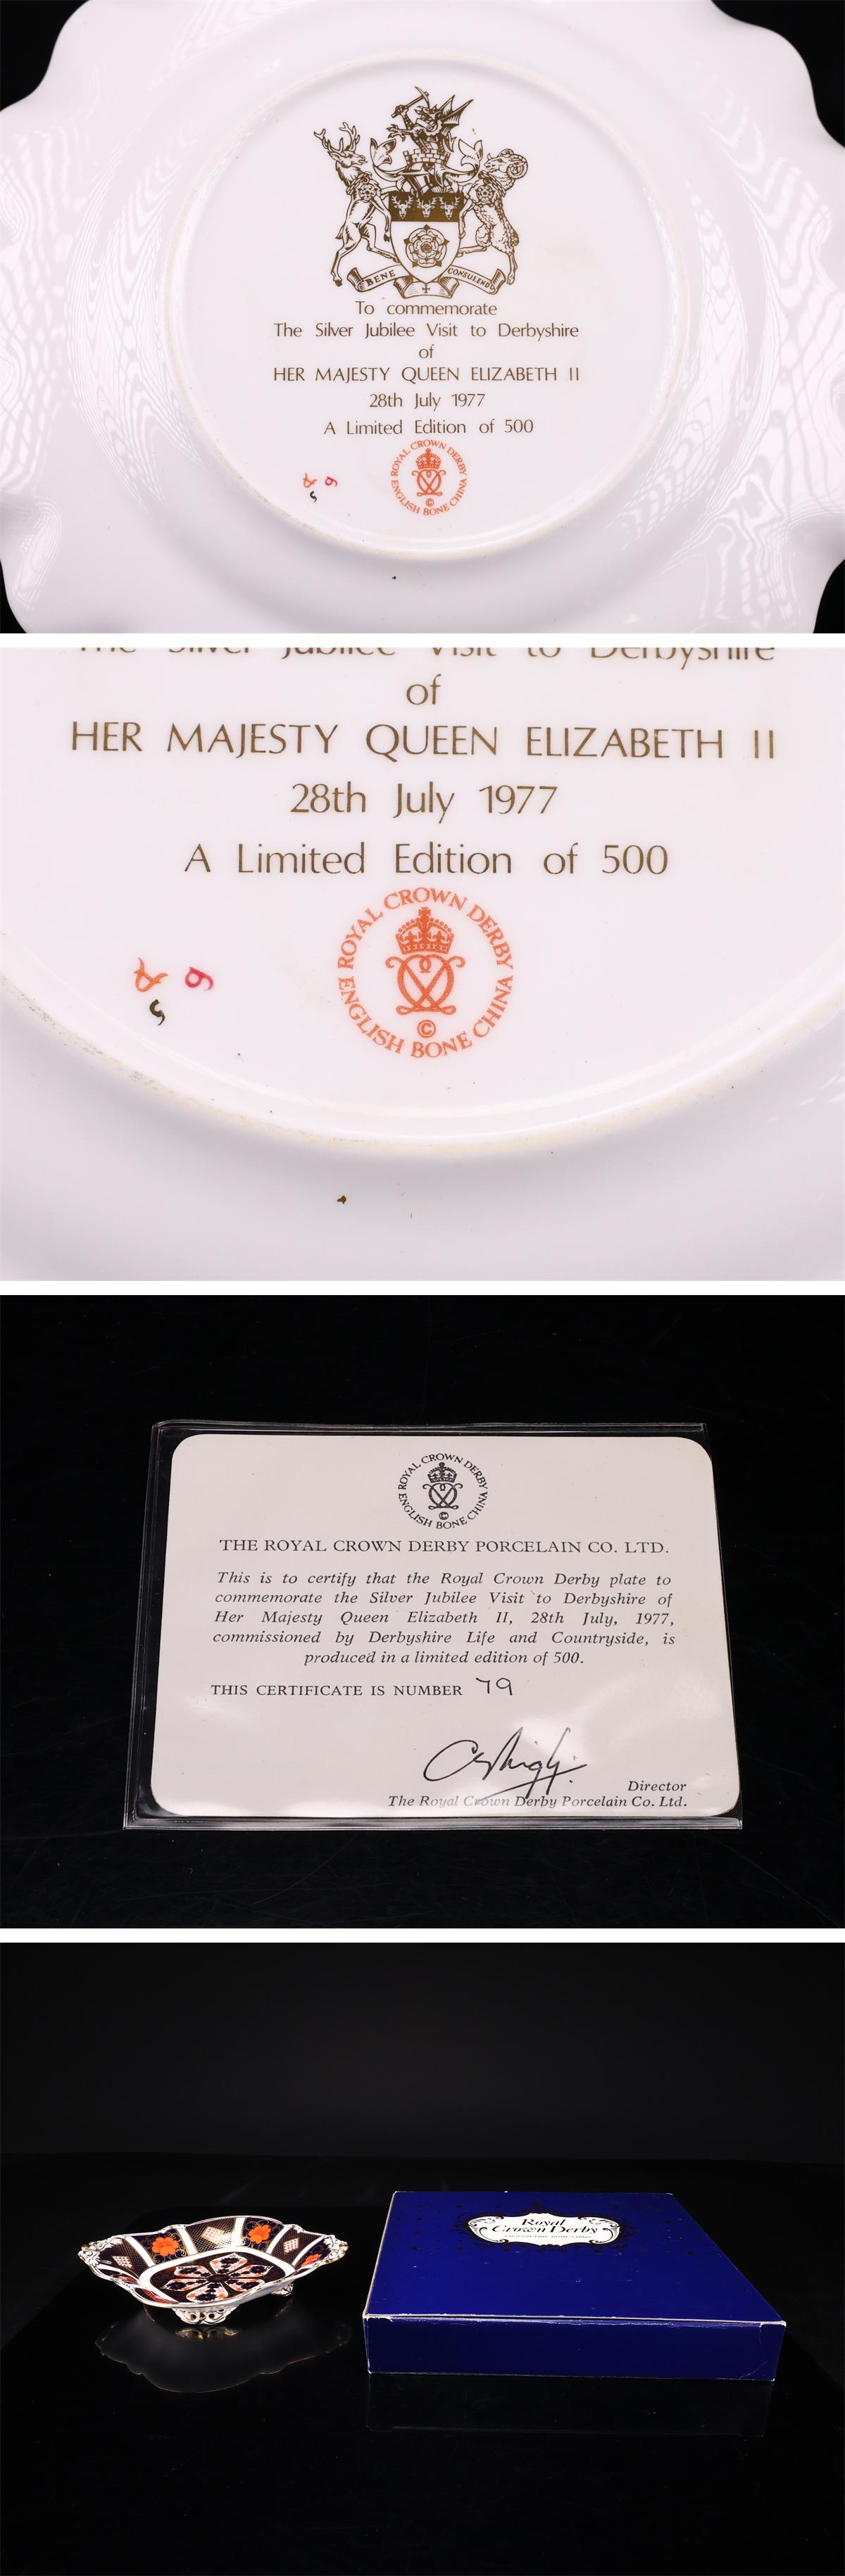 BENE CONSULENDO
To commemorate
The Silver Jubilee Visit to Derbyshire
of
HER MAJESTY QUEEN ELIZABETH II
28th July 1977
A Limited Edition of 500
ROYAL CROWN DERBY
ENGLISH BONE CHINA
©
The Silver Jubilee Visit to Derbyshire
of
HER MAJESTY QUEEN ELIZABETH II
28th July 1977
A Limited Edition of 500
ROYAL CROWN DERBY
ENGLISH BONE CHINA
©
ROYAL CROWN DERBY
ENGLISH BONE CHINA
©
THE ROYAL CROWN DERBY PORCELAIN CO. LTD.
This is to certify that the Royal Crown Derby plate to
commemorate the Silver Jubilee Visit to Derbyshire of
Her Majesty Queen Elizabeth II, 28th July, 1977,
commissioned by Derbyshire Life and Countryside, is
produced in a limited edition of 500.
THIS CERTIFICATE IS NUMBER 79
Director
The Royal Crown Derby Porcelain Co. Ltd.
Royal
Crown Derby